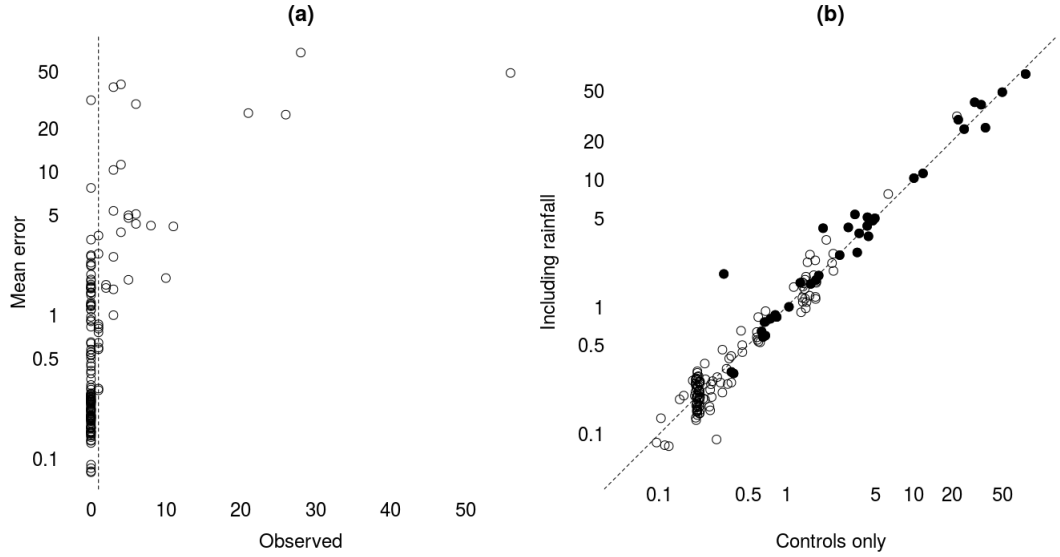 (a)
Mean error
50
20
10
5
1
0.5
0.1
0 10 20 30 40 50
Observed
(b)
Including rainfall
50
20
10
5
1
0.5
0.1
0.1 0.5 1 5 10 20 50
Controls only